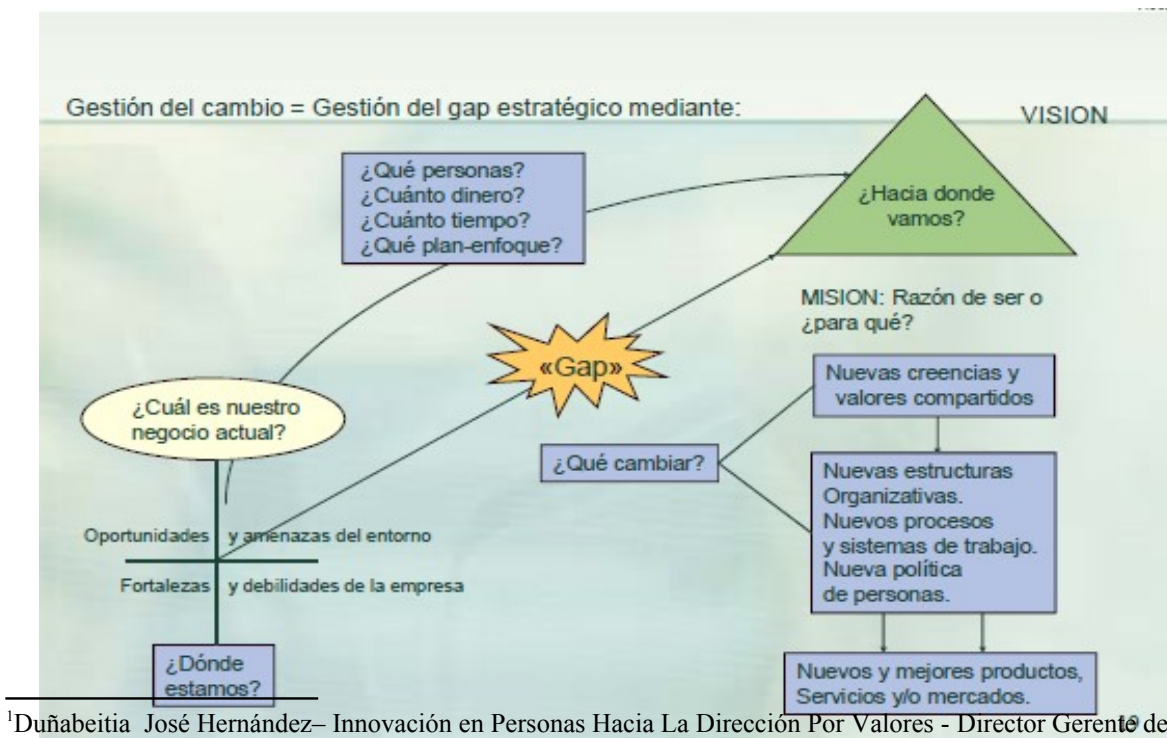 Gestión del cambio = Gestión del gap estratégico mediante:
VISION
¿Qué personas?
¿Cuánto dinero?
¿Cuánto tiempo?
¿Qué plan-enfoque?
¿Hacia donde
vamos?
MISION: Razón de ser o
¿para qué?
«Gap»
Nuevas creencias y
valores compartidos
¿Cuál es nuestro
negocio actual?
¿Qué cambiar?
Nuevas estructuras
Organizativas.
Nuevos procesos
y sistemas de trabajo.
Nueva política
de personas.
Oportunidades y amenazas del entorno
Fortalezas y debilidades de la empresa
¿Dónde
estamos?
Nuevos y mejores productos,
Servicios y/o mercados.
1Duñabeitia José Hernández– Innovación en Personas Hacia La Dirección Por Valores - Director Gerente de